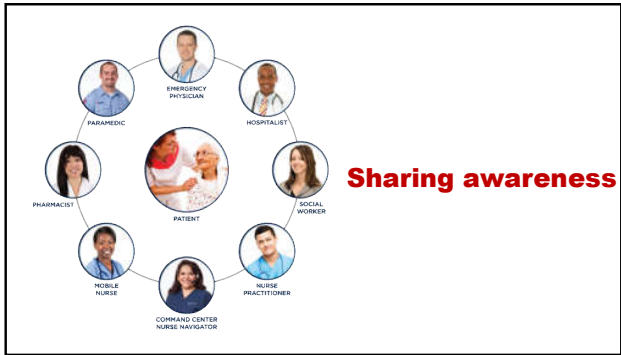 EMERGENCY
PHYSICIAN
PARAMEDIC
HOSPITALIST
Sharing awareness
PHARMACIST
PATIENT
SOCIAL
WORKER
MOBILE
NURSE
NURSE
PRACTITIONER
COMMAND CENTER
NURSE NAVIGATOR